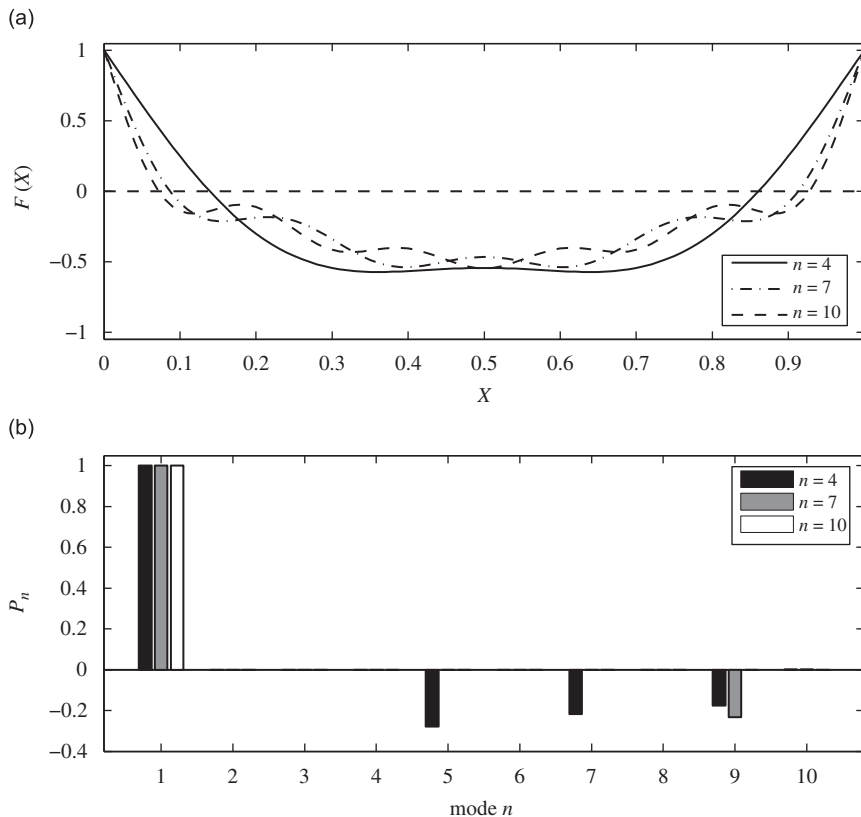 (a)
1
0.5
0
−0.5
−1
F (X)
n = 4
n = 7
n = 10
0 0.1 0.2 0.3 0.4 0.5 0.6 0.7 0.8 0.9
X
(b)
1
0.8
0.6
0.4
0.2
0
−0.2
−0.4
Pn
n = 4
n = 7
n = 10
1 2 3 4 5 6 7 8 9 10
mode n